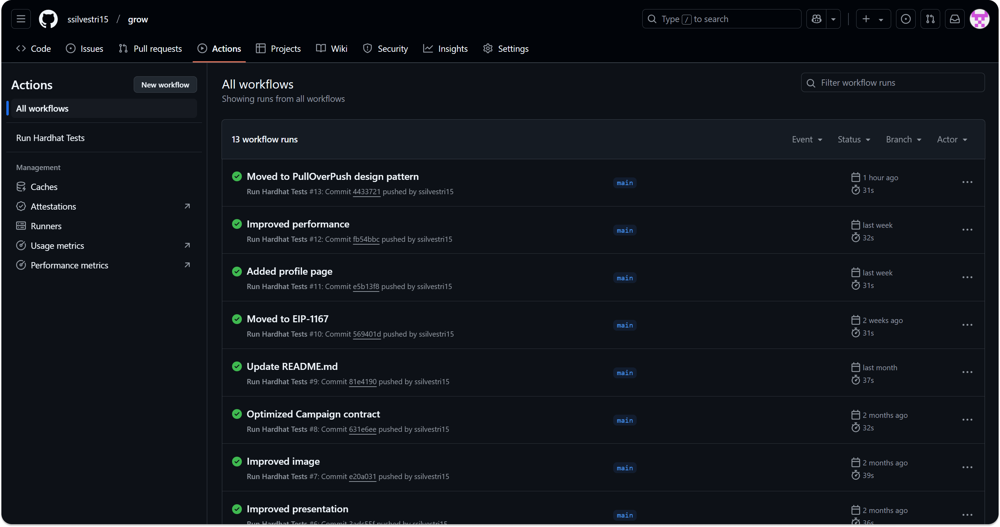 ssilvestri15 / grow
Type / to search
Code Issues Pull requests Actions Projects Wiki Security Insights Settings
Actions
New workflow
All workflows
Run Hardhat Tests
Management
Caches
Attestations
Runners
Usage metrics
Performance metrics
All workflows
Showing runs from all workflows
Filter workflow runs
13 workflow runs
Event Status Branch Actor
Moved to PullOverPush design pattern
Run Hardhat Tests #13: Commit 4433721 pushed by ssilvestri15
main
1 hour ago
31s
Improved performance
Run Hardhat Tests #12: Commit fb54bbc pushed by ssilvestri15
main
last week
32s
Added profile page
Run Hardhat Tests #11: Commit e5b13f8 pushed by ssilvestri15
main
last week
31s
Moved to EIP-1167
Run Hardhat Tests #10: Commit 569401d pushed by ssilvestri15
main
2 weeks ago
31s
Update README.md
Run Hardhat Tests #9: Commit 81e4190 pushed by ssilvestri15
main
last month
37s
Optimized Campaign contract
Run Hardhat Tests #8: Commit 631e6ee pushed by ssilvestri15
main
2 months ago
32s
Improved image
Run Hardhat Tests #7: Commit e20a031 pushed by ssilvestri15
main
2 months ago
39s
Improved presentation
Run Hardhat Tests #6: Commit 3adc55f pushed by ssilvestri15
main
2 months ago
36s